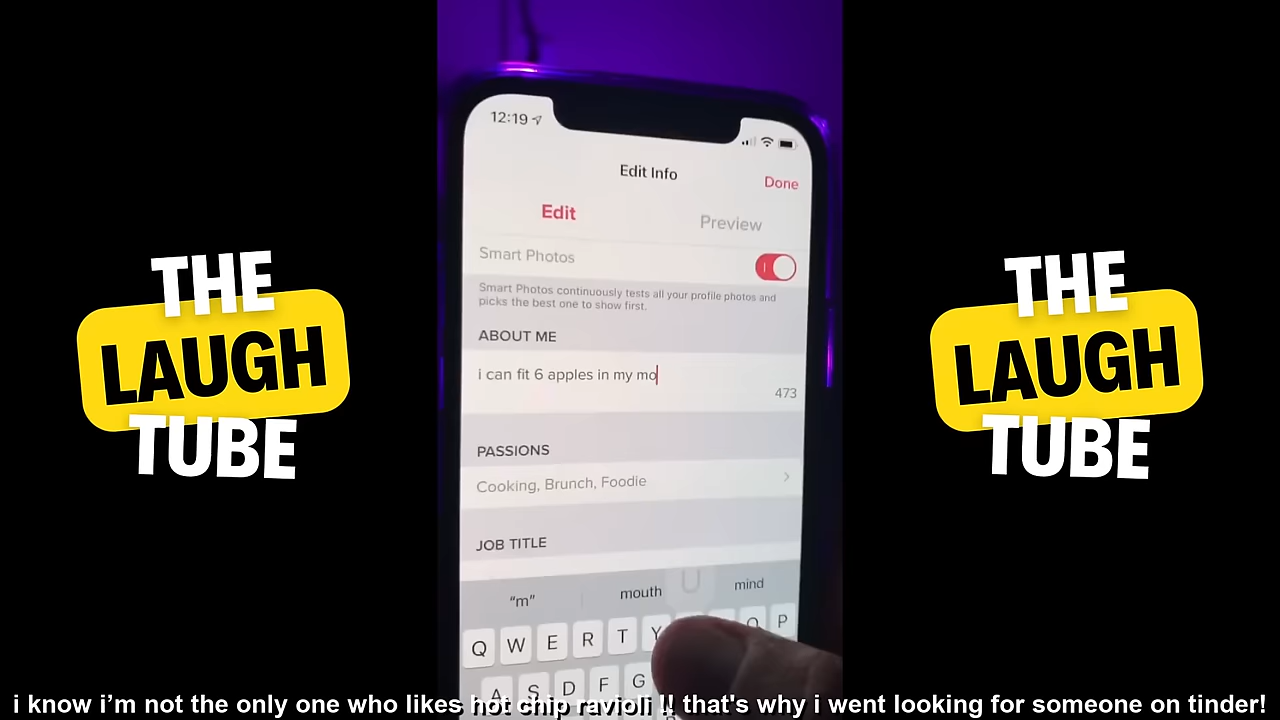 THE
LAUGH
TUBE
12:19
Edit Info
Done
Edit
Preview
Smart Photos
Smart Photos continuously tests all your profile photos and
picks the best one to show first.
ABOUT ME
i can fit 6 apples in my mo
473
PASSIONS
Cooking, Brunch, Foodie
JOB TITLE
“m”
mouth
U
mind
Q W E R T Y O P
A S D F G
THE
LAUGH
TUBE
i know i’m not the only one who likes hot chip ravioli !! that's why i went looking for someone on tinder!